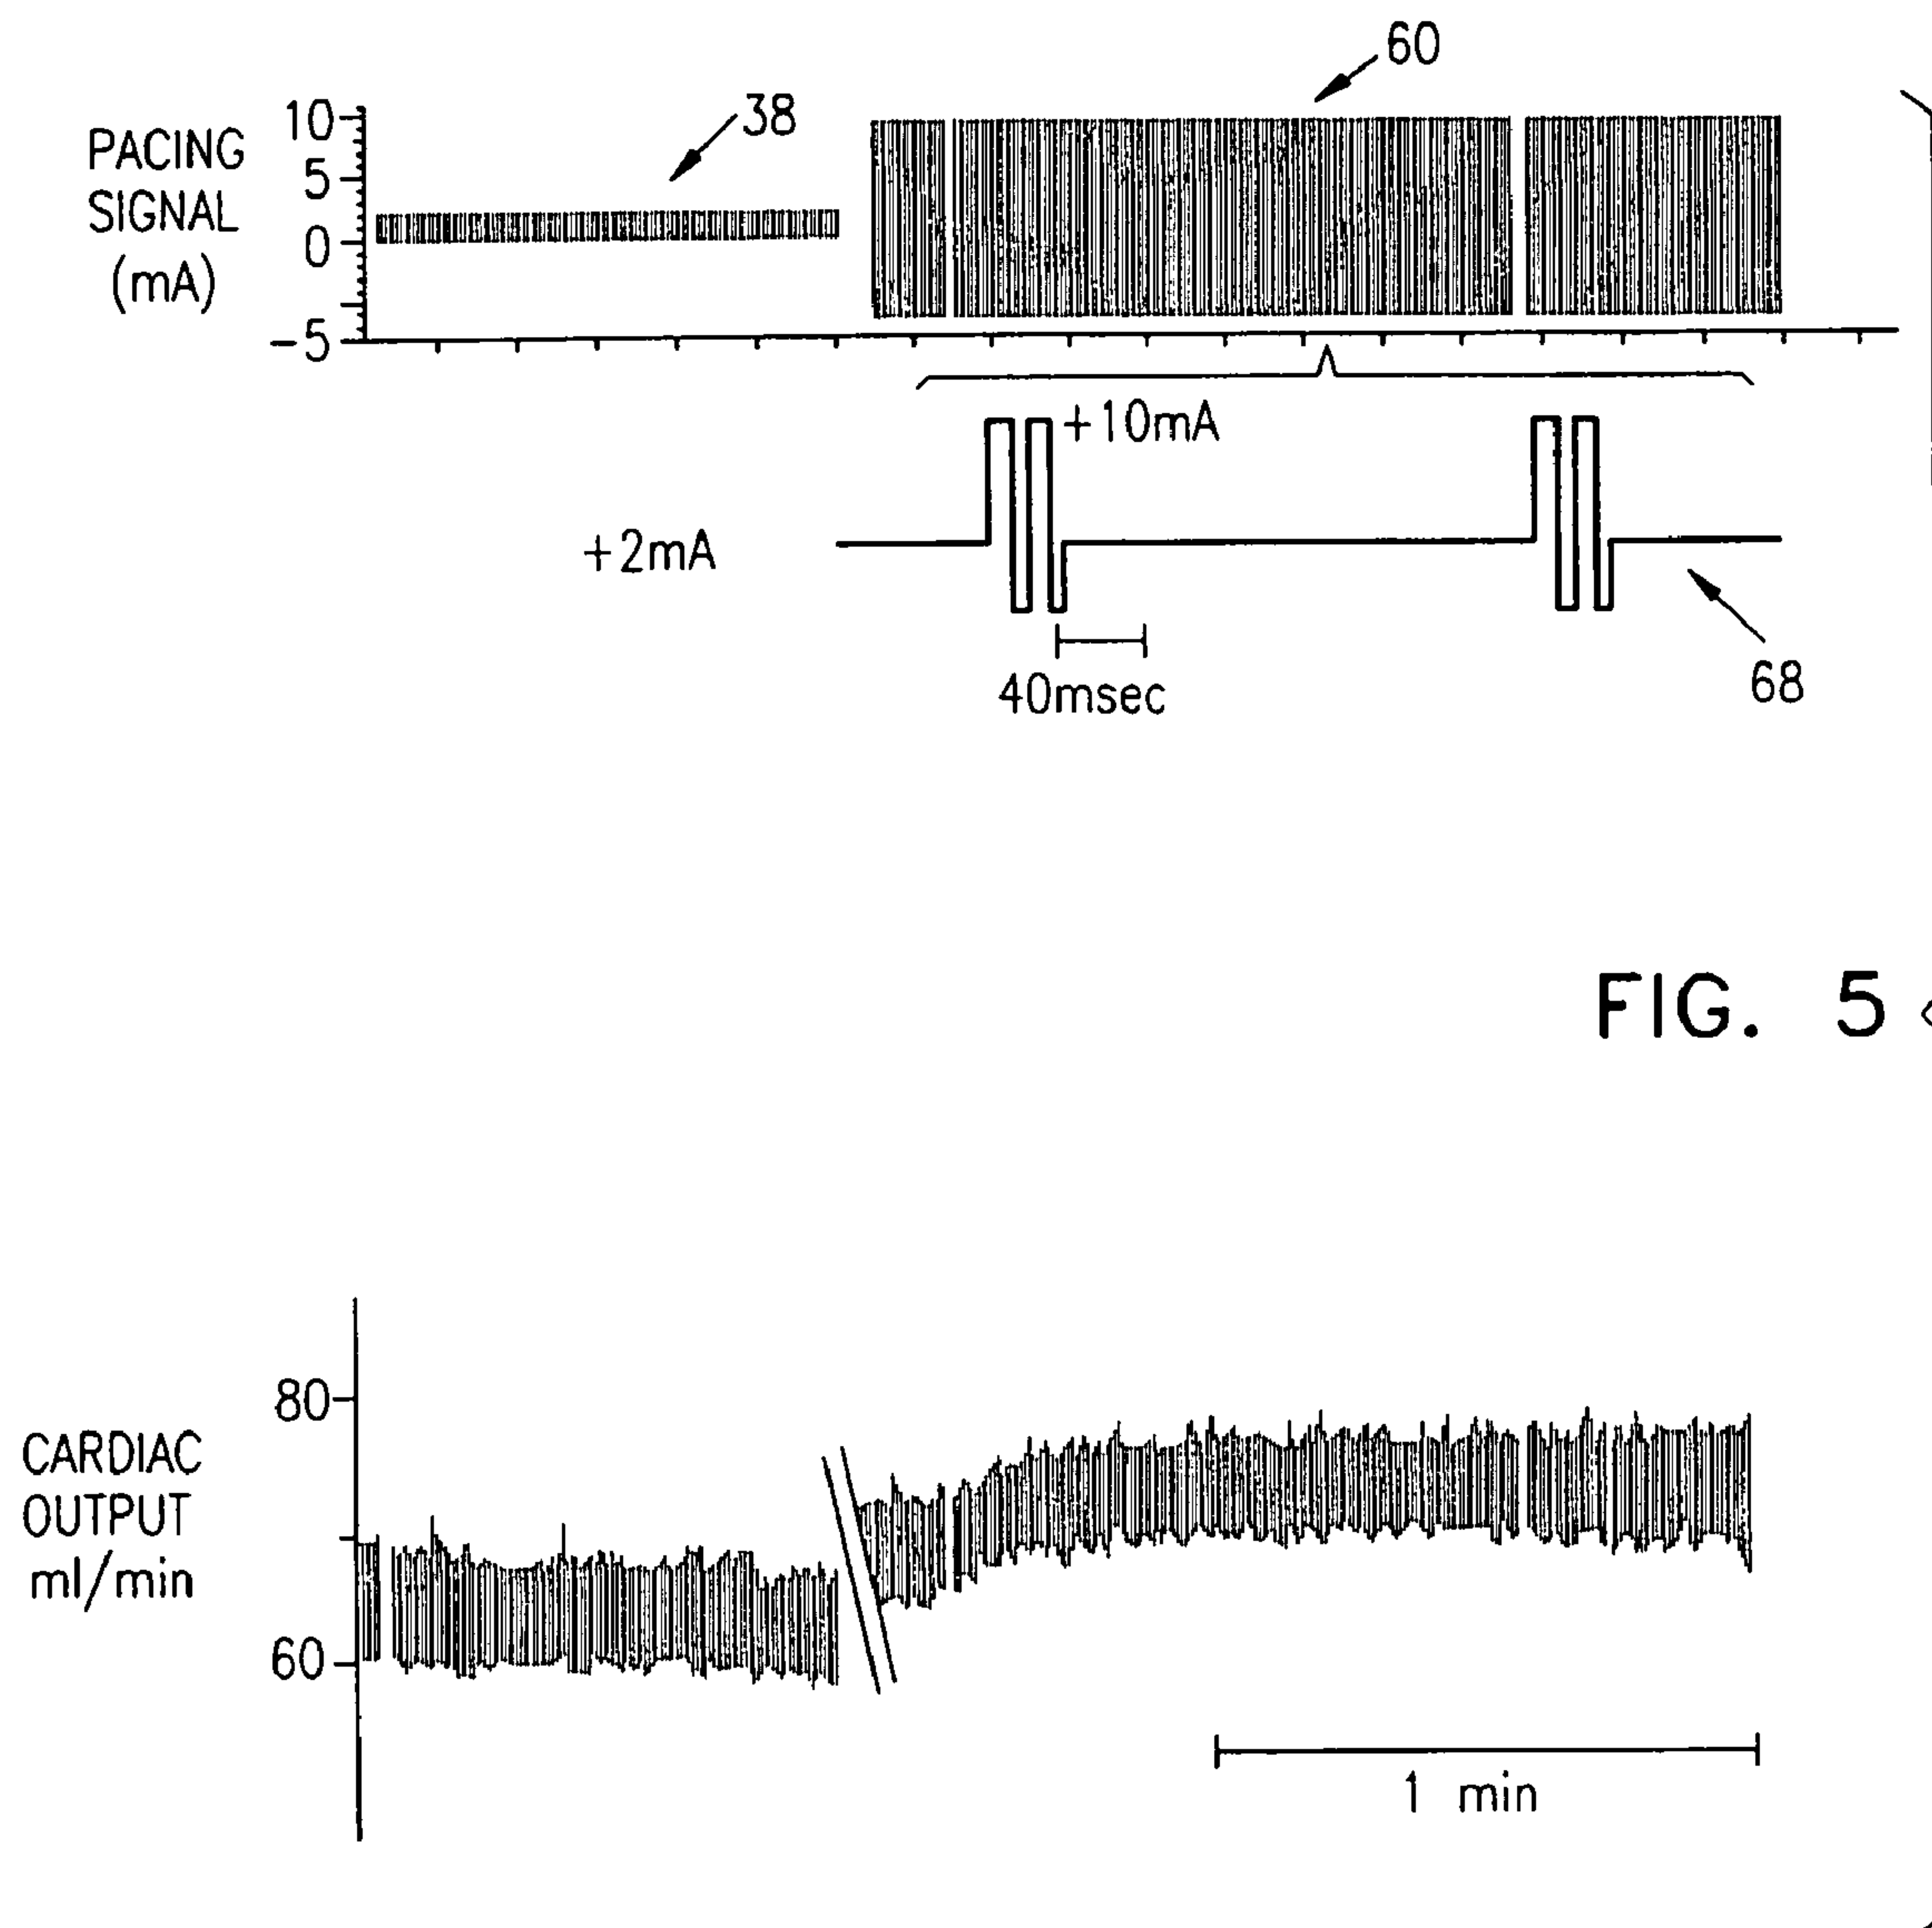 60
38
PACING
SIGNAL
(mA)
10
5
0
-5
+10mA
+2mA
40msec
68
FIG. 5
CARDIAC
OUTPUT
ml/min
80
60
1 min